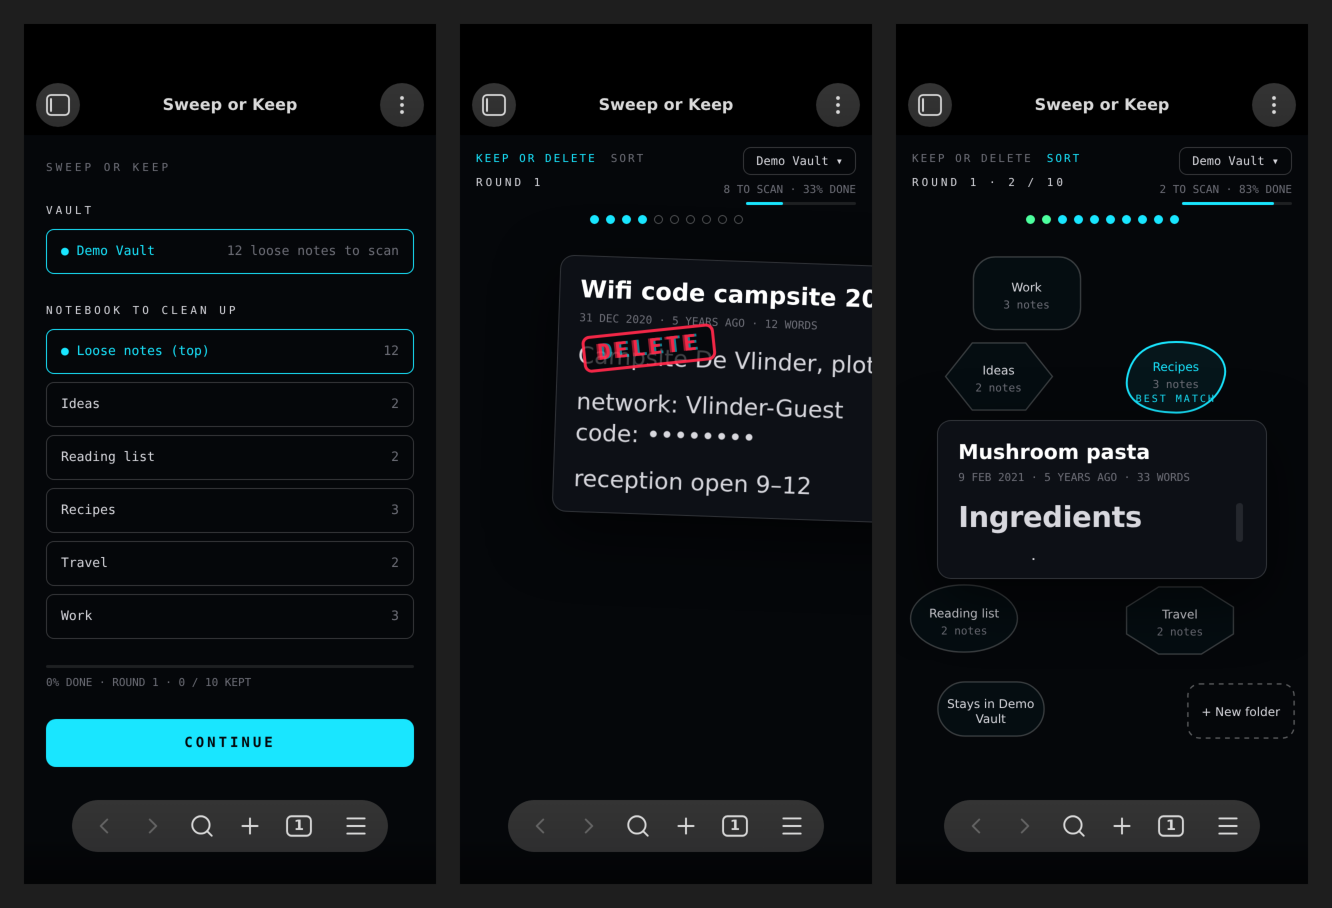 Sweep or Keep
SWEEP OR KEEP
VAULT
Demo Vault 12 loose notes to scan
NOTEBOOK TO CLEAN UP
Loose notes (top) 12
Ideas 2
Reading list 2
Recipes 3
Travel 2
Work 3
0% DONE · ROUND 1 · 0 / 10 KEPT
CONTINUE
1
Sweep or Keep
KEEP OR DELETE SORT
Demo Vault ▾
ROUND 1
8 TO SCAN · 33% DONE
Wifi code campsite 20
31 DEC 2020 · 5 YEARS AGO · 12 WORDS
DELETE
Campsite De Vlinder, plot
network: Vlinder-Guest
code: ••••••••
reception open 9–12
1
Sweep or Keep
KEEP OR DELETE SORT
Demo Vault ▾
ROUND 1 · 2 / 10
2 TO SCAN · 83% DONE
Work
3 notes
Ideas
2 notes
Recipes
3 notes
BEST MATCH
Mushroom pasta
9 FEB 2021 · 5 YEARS AGO · 33 WORDS
Ingredients
Reading list
2 notes
Travel
2 notes
Stays in Demo
Vault
+ New folder
1